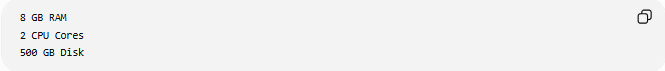 8 GB RAM
2 CPU Cores
500 GB Disk